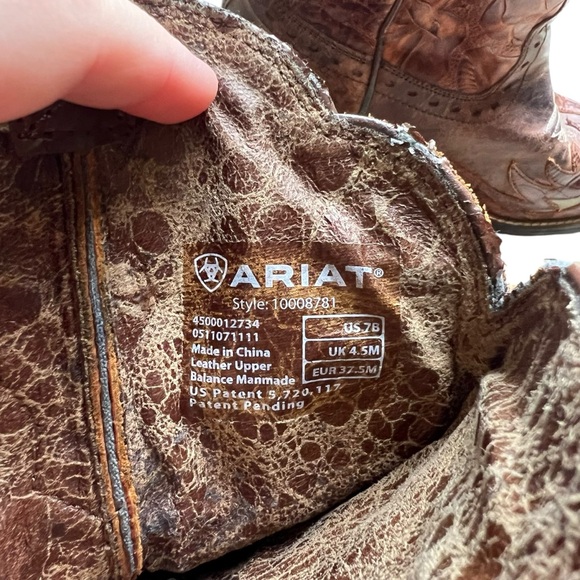 ARIAT®
Style: 10008781
4500012734
0511071111
Made in China
Leather Upper
Balance Manmade
US Patent 5,720,117
Patent Pending
US 7B
UK 4.5M
EUR 37.5M